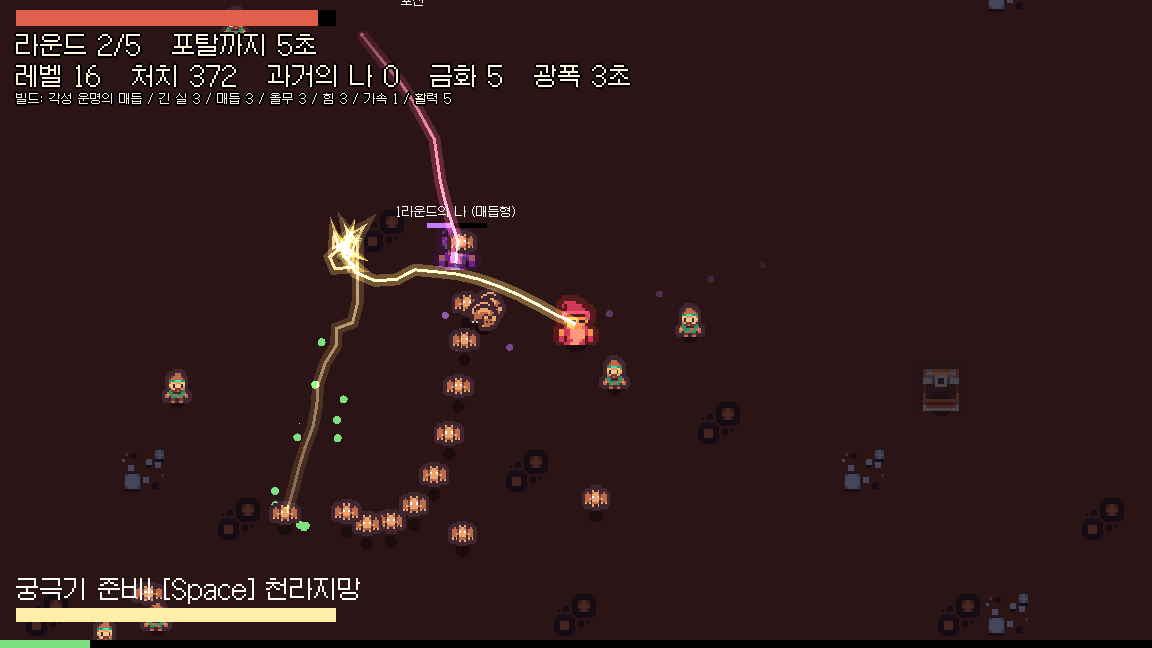 라운드 2/5 포탈까지 5초
레벨 16 처치 372 과거의 나 0 금화 5 광폭 3초
빌드: 각성 운명의 매듭 / 긴 실 3 / 매듭 3 / 올무 3 / 힘 3 / 가속 1 / 활력 5
1라운드의 나 (매듭형)
궁극기 준비! [Space] 천라지망